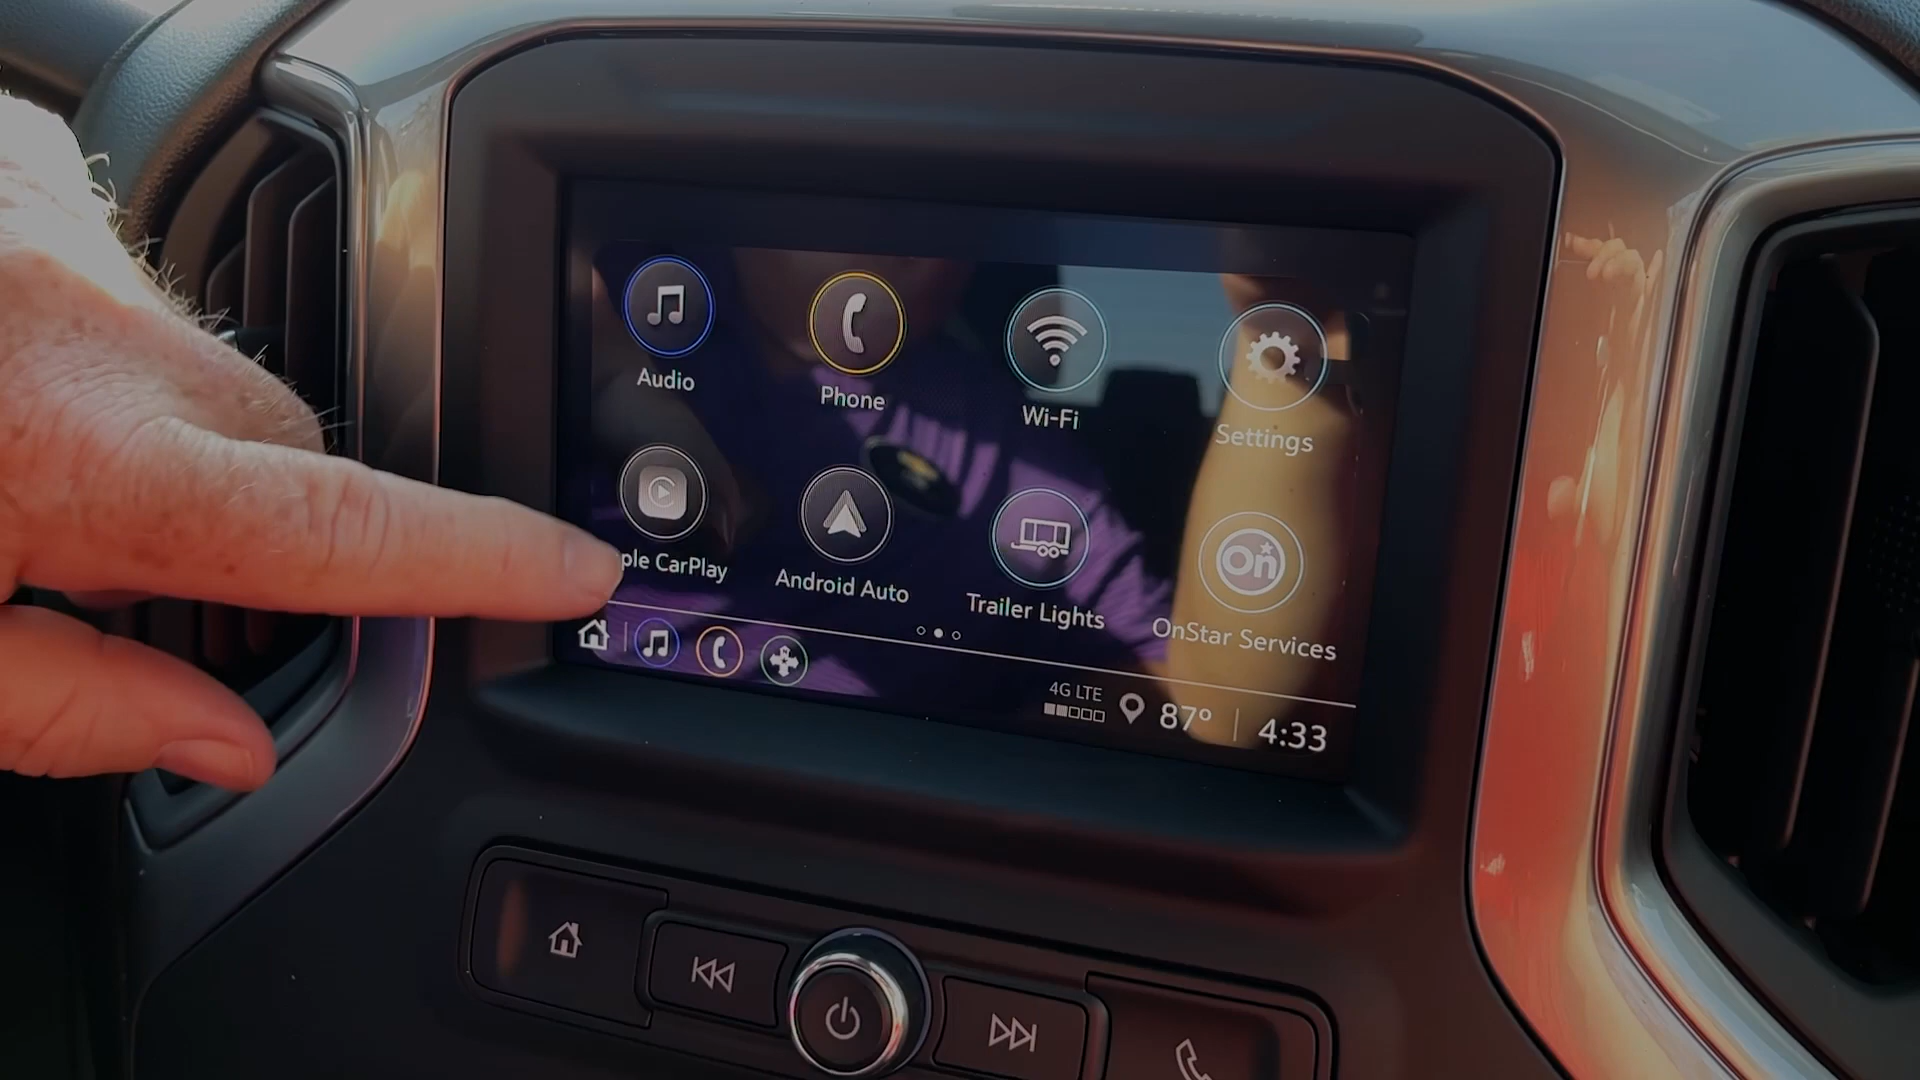 Audio
Phone
Wi-Fi
Settings
ple CarPlay
Android Auto
Trailer Lights
On
OnStar Services
4G LTE
87°
4:33